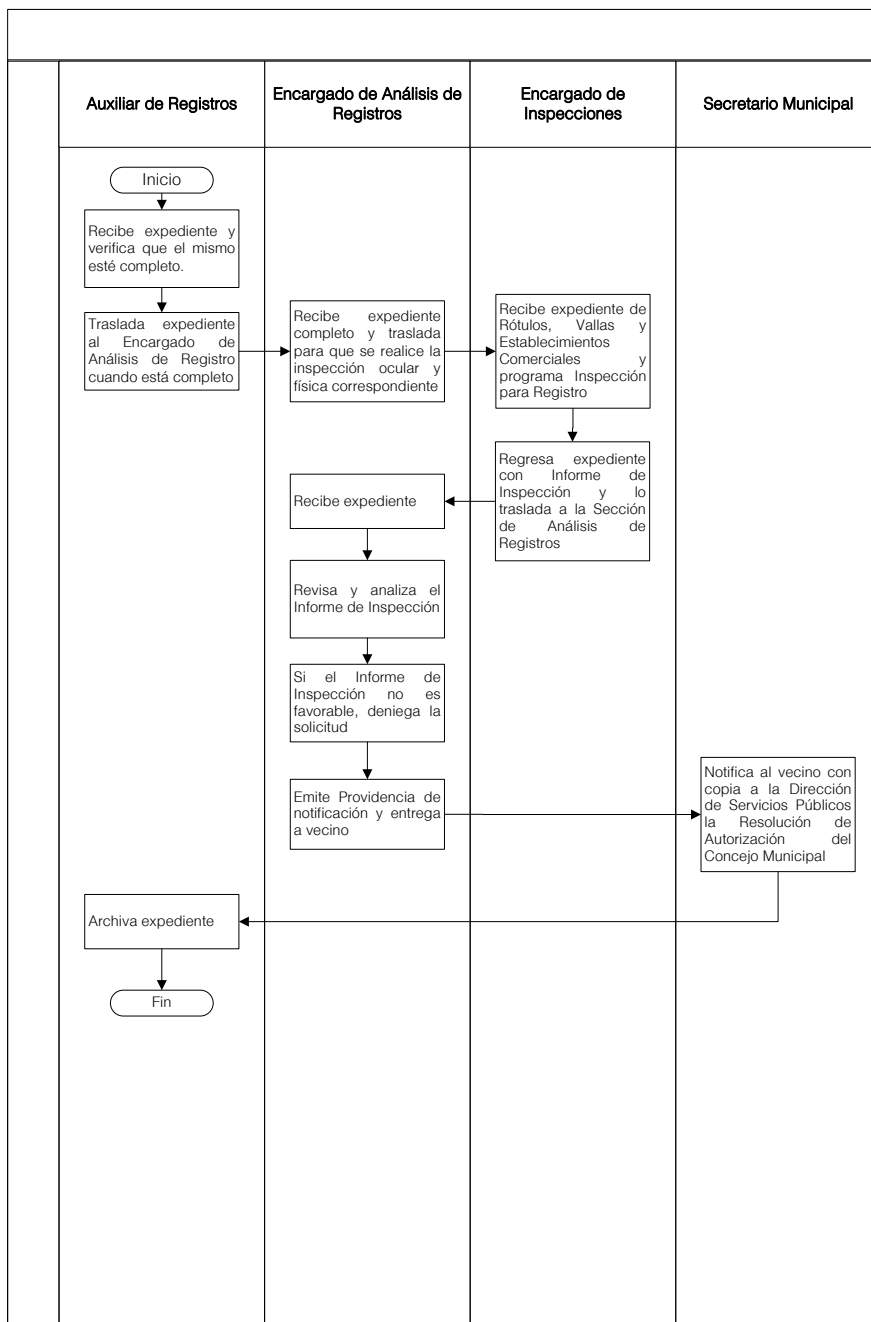 Auxiliar de Registros
Encargado de Análisis de
Registros
Encargado de
Inspecciones
Secretario Municipal
Inicio
Recibe expediente y
verifica que el mismo
esté completo.
Traslada expediente
al Encargado de
Análisis de Registro
cuando está completo
Recibe expediente
completo y traslada
para que se realice la
inspección ocular y
física correspondiente
Recibe expediente de
Rótulos, Vallas y
Establecimientos
Comerciales y
programa Inspección
para Registro
Regresa expediente
con Informe de
Inspección y lo
traslada a la Sección
de Análisis de
Registros
Recibe expediente
Revisa y analiza el
Informe de Inspección
Si el Informe de
Inspección no es
favorable, deniega la
solicitud
Emite Providencia de
notificación y entrega
a vecino
Notifica al vecino con
copia a la Dirección
de Servicios Públicos
la Resolución de
Autorización del
Concejo Municipal
Archiva expediente
Fin